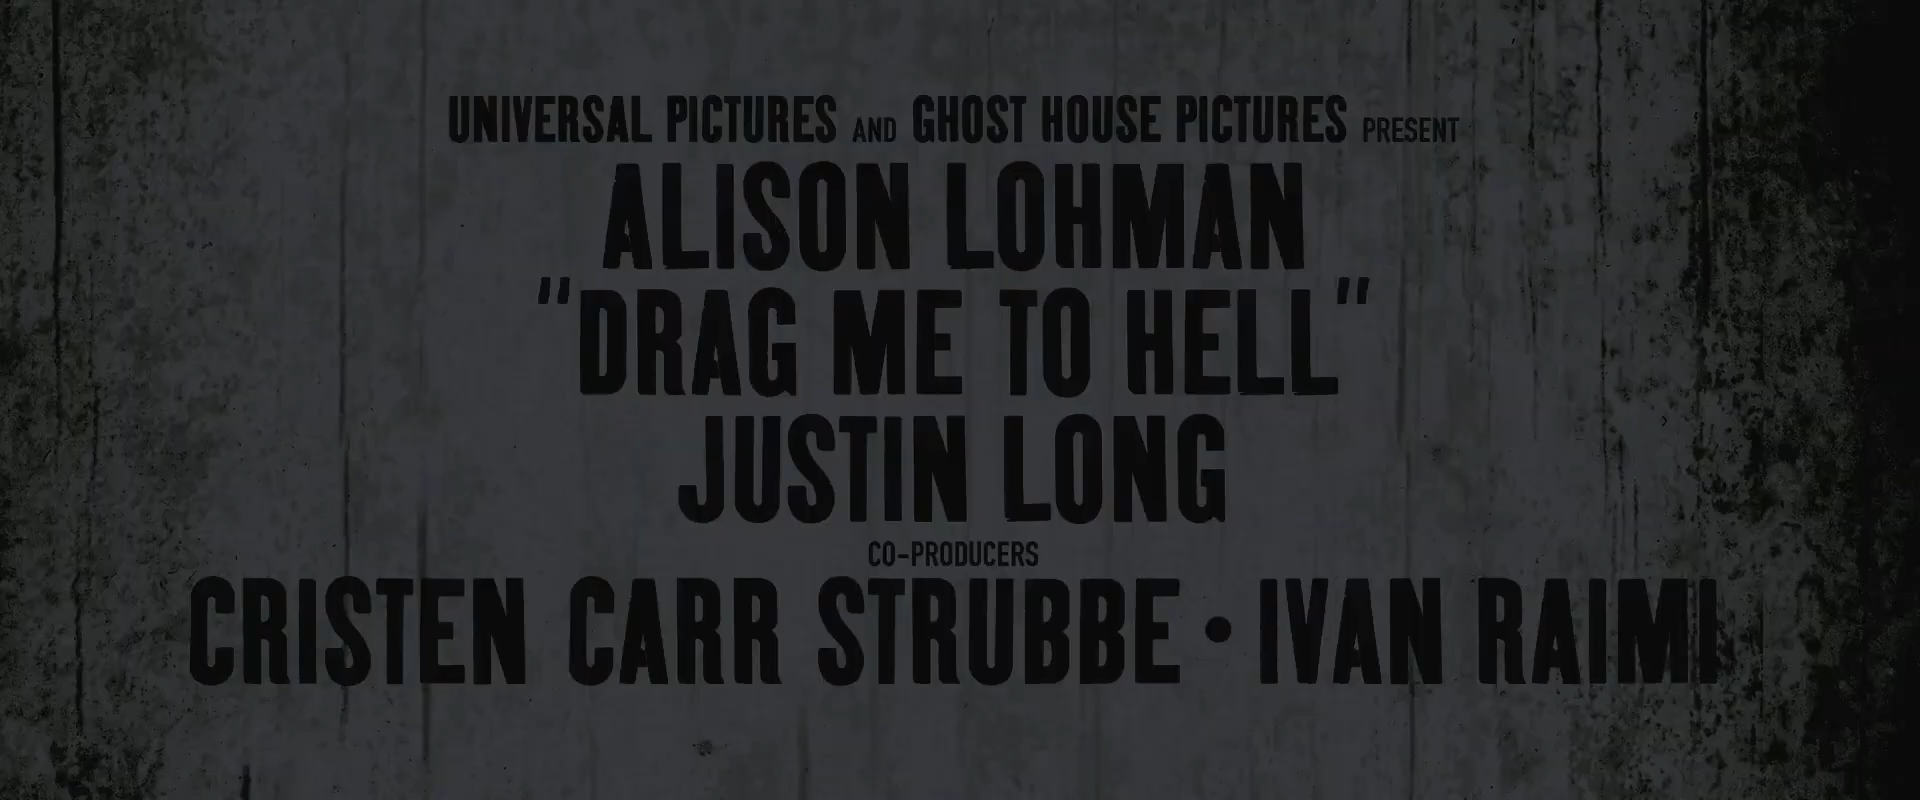 UNIVERSAL PICTURES AND GHOST HOUSE PICTURES PRESENT
ALISON LOHMAN
"DRAG ME TO HELL"
JUSTIN LONG
CO-PRODUCERS
CRISTEN CARR STRUBBE • IVAN RAIMI